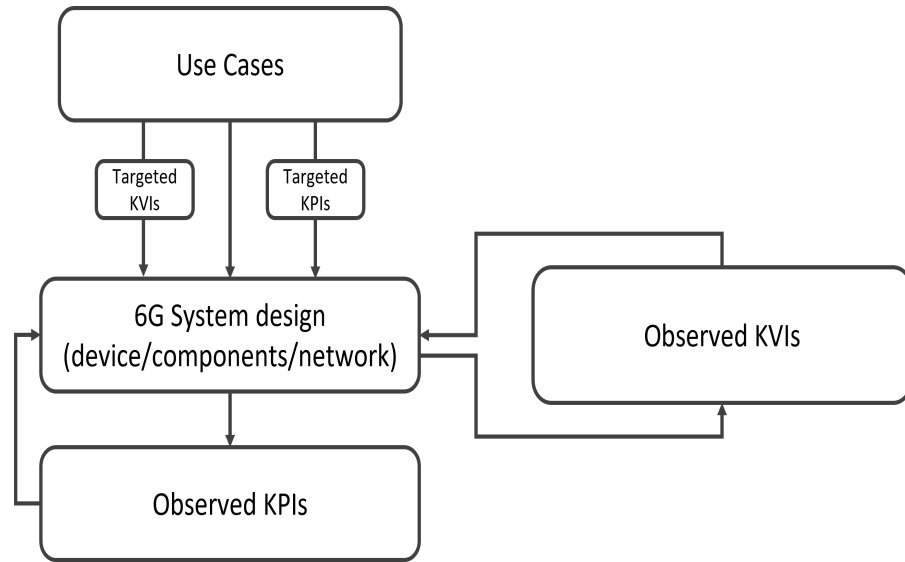 Use Cases
Targeted
KVIs
Targeted
KPIs
6G System design
(device/components/network)
Observed KVIs
Observed KPIs